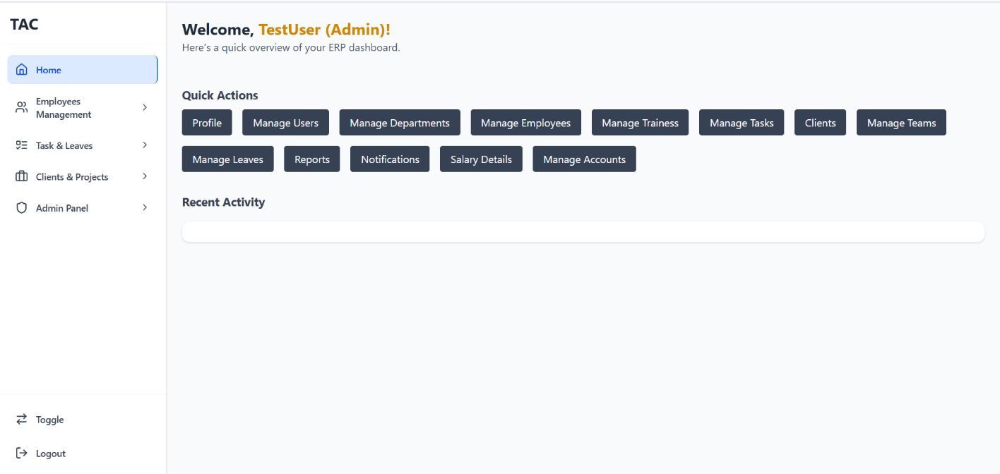 TAC
Home
Employees
Management
Task & Leaves
Clients & Projects
Admin Panel
Toggle
Logout
Welcome, TestUser (Admin)!
Here's a quick overview of your ERP dashboard.
Quick Actions
Profile Manage Users Manage Departments Manage Employees Manage Trainess Manage Tasks Clients Manage Teams
Manage Leaves Reports Notifications Salary Details Manage Accounts
Recent Activity